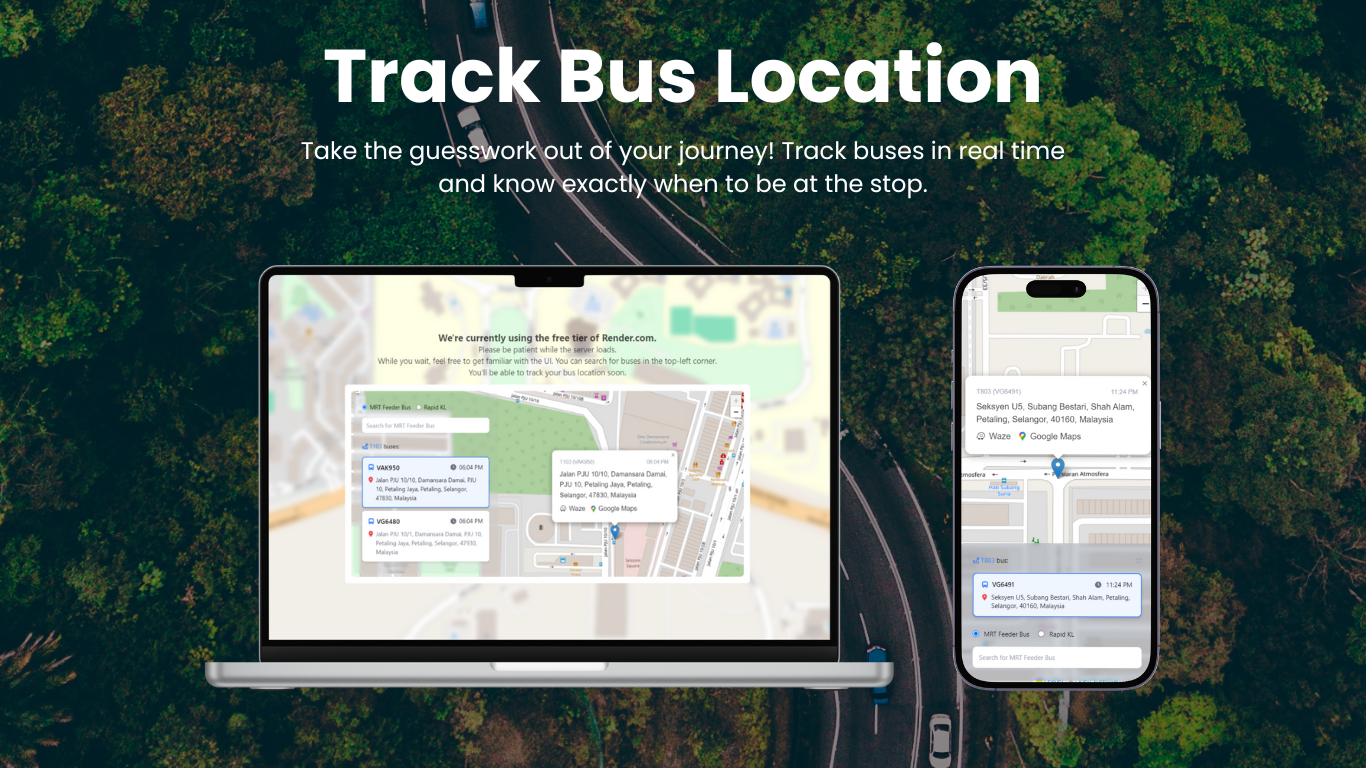 Track Bus Location
Take the guesswork out of your journey! Track buses in real time
and know exactly when to be at the stop.
We're currently using the free tier of Render.com.
Please be patient while the server loads.
While you wait, feel free to get familiar with the UI. You can search for buses in the top-left corner.
You'll be able to track your bus location soon.
MRT Feeder Bus Rapid KL
Search for MRT Feeder Bus
T103 buses:
VAK950 06:04 PM
Jalan PJU 10/10, Damansara Damai, PJU
10, Petaling Jaya, Petaling, Selangor,
47830, Malaysia
VG6480 06:04 PM
Jalan PJU 10/1, Damansara Damai, PJU 10,
Petaling Jaya, Petaling, Selangor, 47930,
Malaysia
T103 (VAK950) 06:04 PM
Jalan PJU 10/10, Damansara Damai,
PJU 10, Petaling Jaya, Petaling,
Selangor, 47830, Malaysia
Waze Google Maps
T803 (VG6491) 11:24 PM
Seksyen U5, Subang Bestari, Shah Alam,
Petaling, Selangor, 40160, Malaysia
Waze Google Maps
Atmosfera
T803 bus:
VG6491 11:24 PM
Seksyen U5, Subang Bestari, Shah Alam, Petaling,
Selangor, 40160, Malaysia
MRT Feeder Bus Rapid KL
Search for MRT Feeder Bus